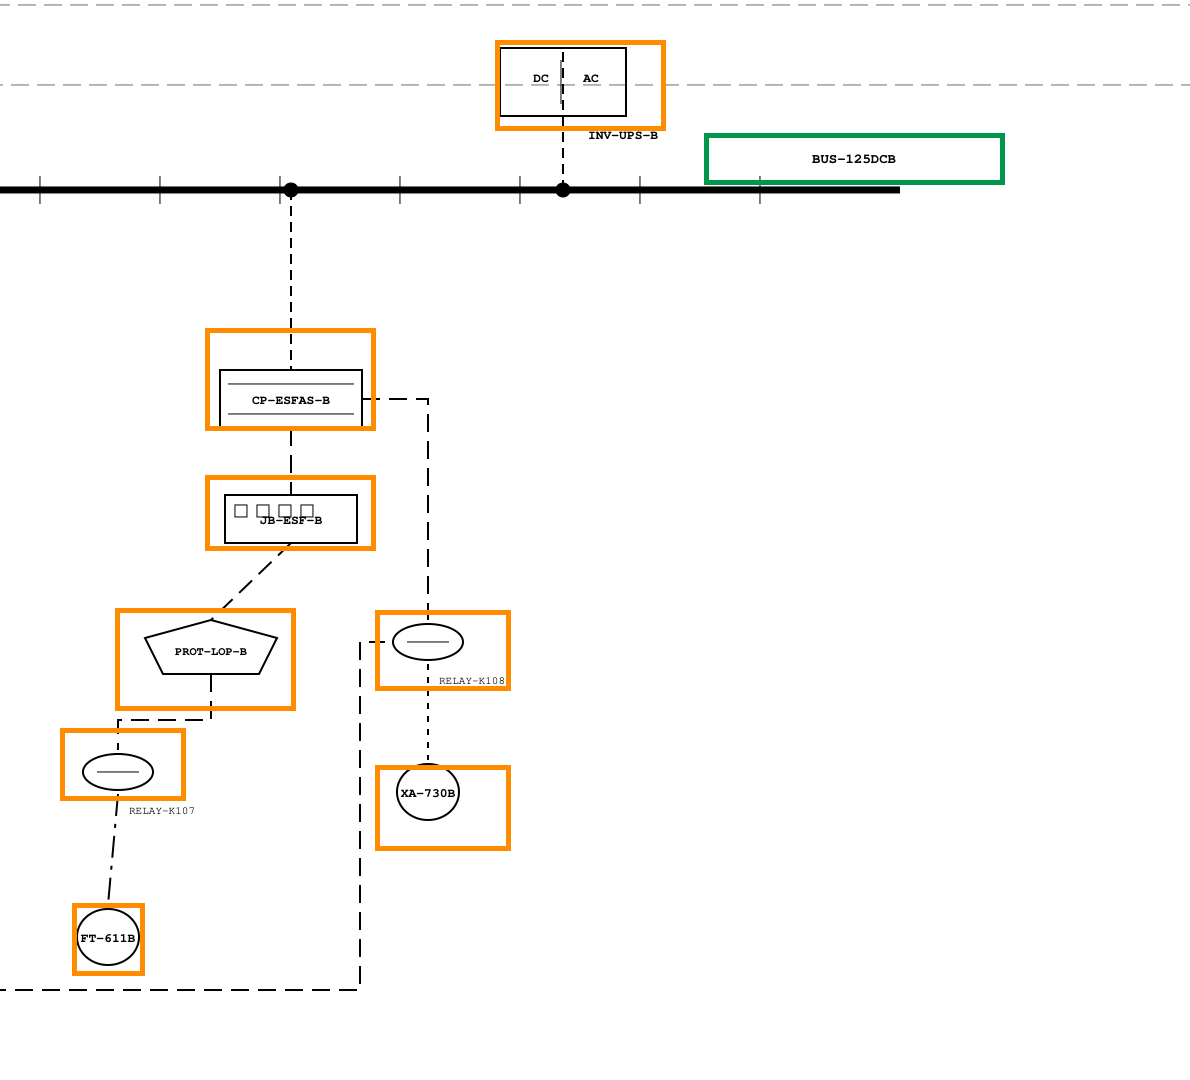 DC AC
INV-UPS-B
BUS-125DCB
CP-ESFAS-B
JB-ESF-B
PROT-LOP-B
RELAY-K108
RELAY-K107
XA-730B
FT-611B